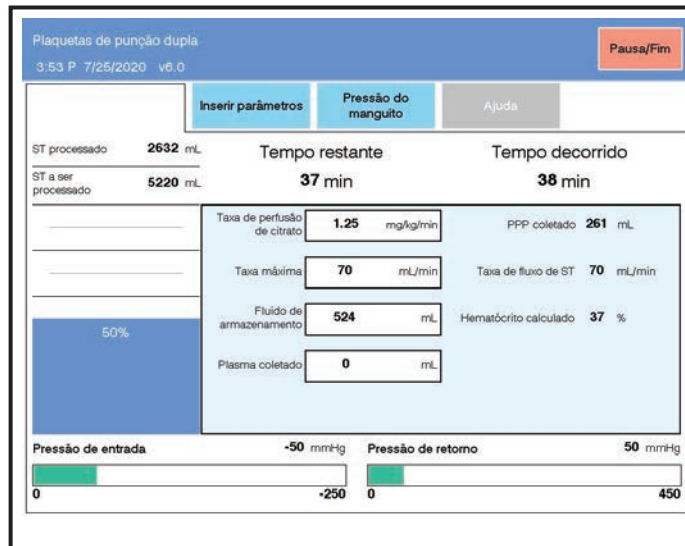 Plaquetas de punção dupla
3:53 P 7/25/2020 v6.0
Pausa/Fim
Inserir parâmetros
Pressão do
manguito
Ajuda
ST processado 2632 mL
ST a ser
processado 5220 mL
Tempo restante
37 min
Tempo decorrido
38 min
Taxa de perfusão
de citrato 1.25 mg/kg/min
PPP coletado 261 mL
Taxa máxima 70 mL/min
Taxa de fluxo de ST 70 mL/min
Fluido de
armazenamento 524 mL
Hematócrito calculado 37 %
Plasma coletado 0 mL
50%
Pressão de entrada -50 mmHg
0 -250
Pressão de retorno 50 mmHg
0 450